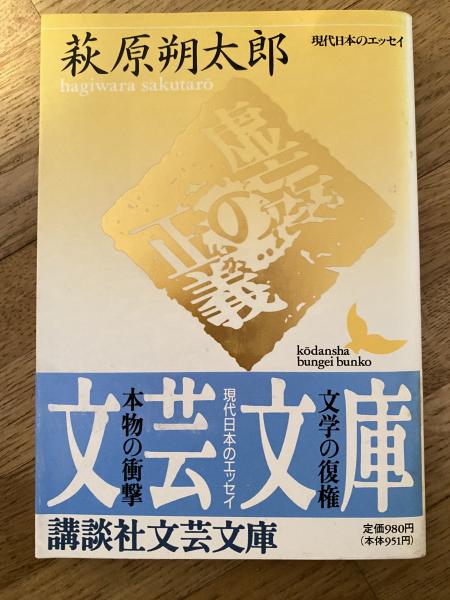 萩原朔太郎
hagiwara sakutarō
現代日本のエッセイ
虚妄の
正義
kōdansha
bungei bunko
文芸文庫
文学の復権
現代日本のエッセイ
本物の衝撃
講談社文芸文庫
定価980円
(本体951円)